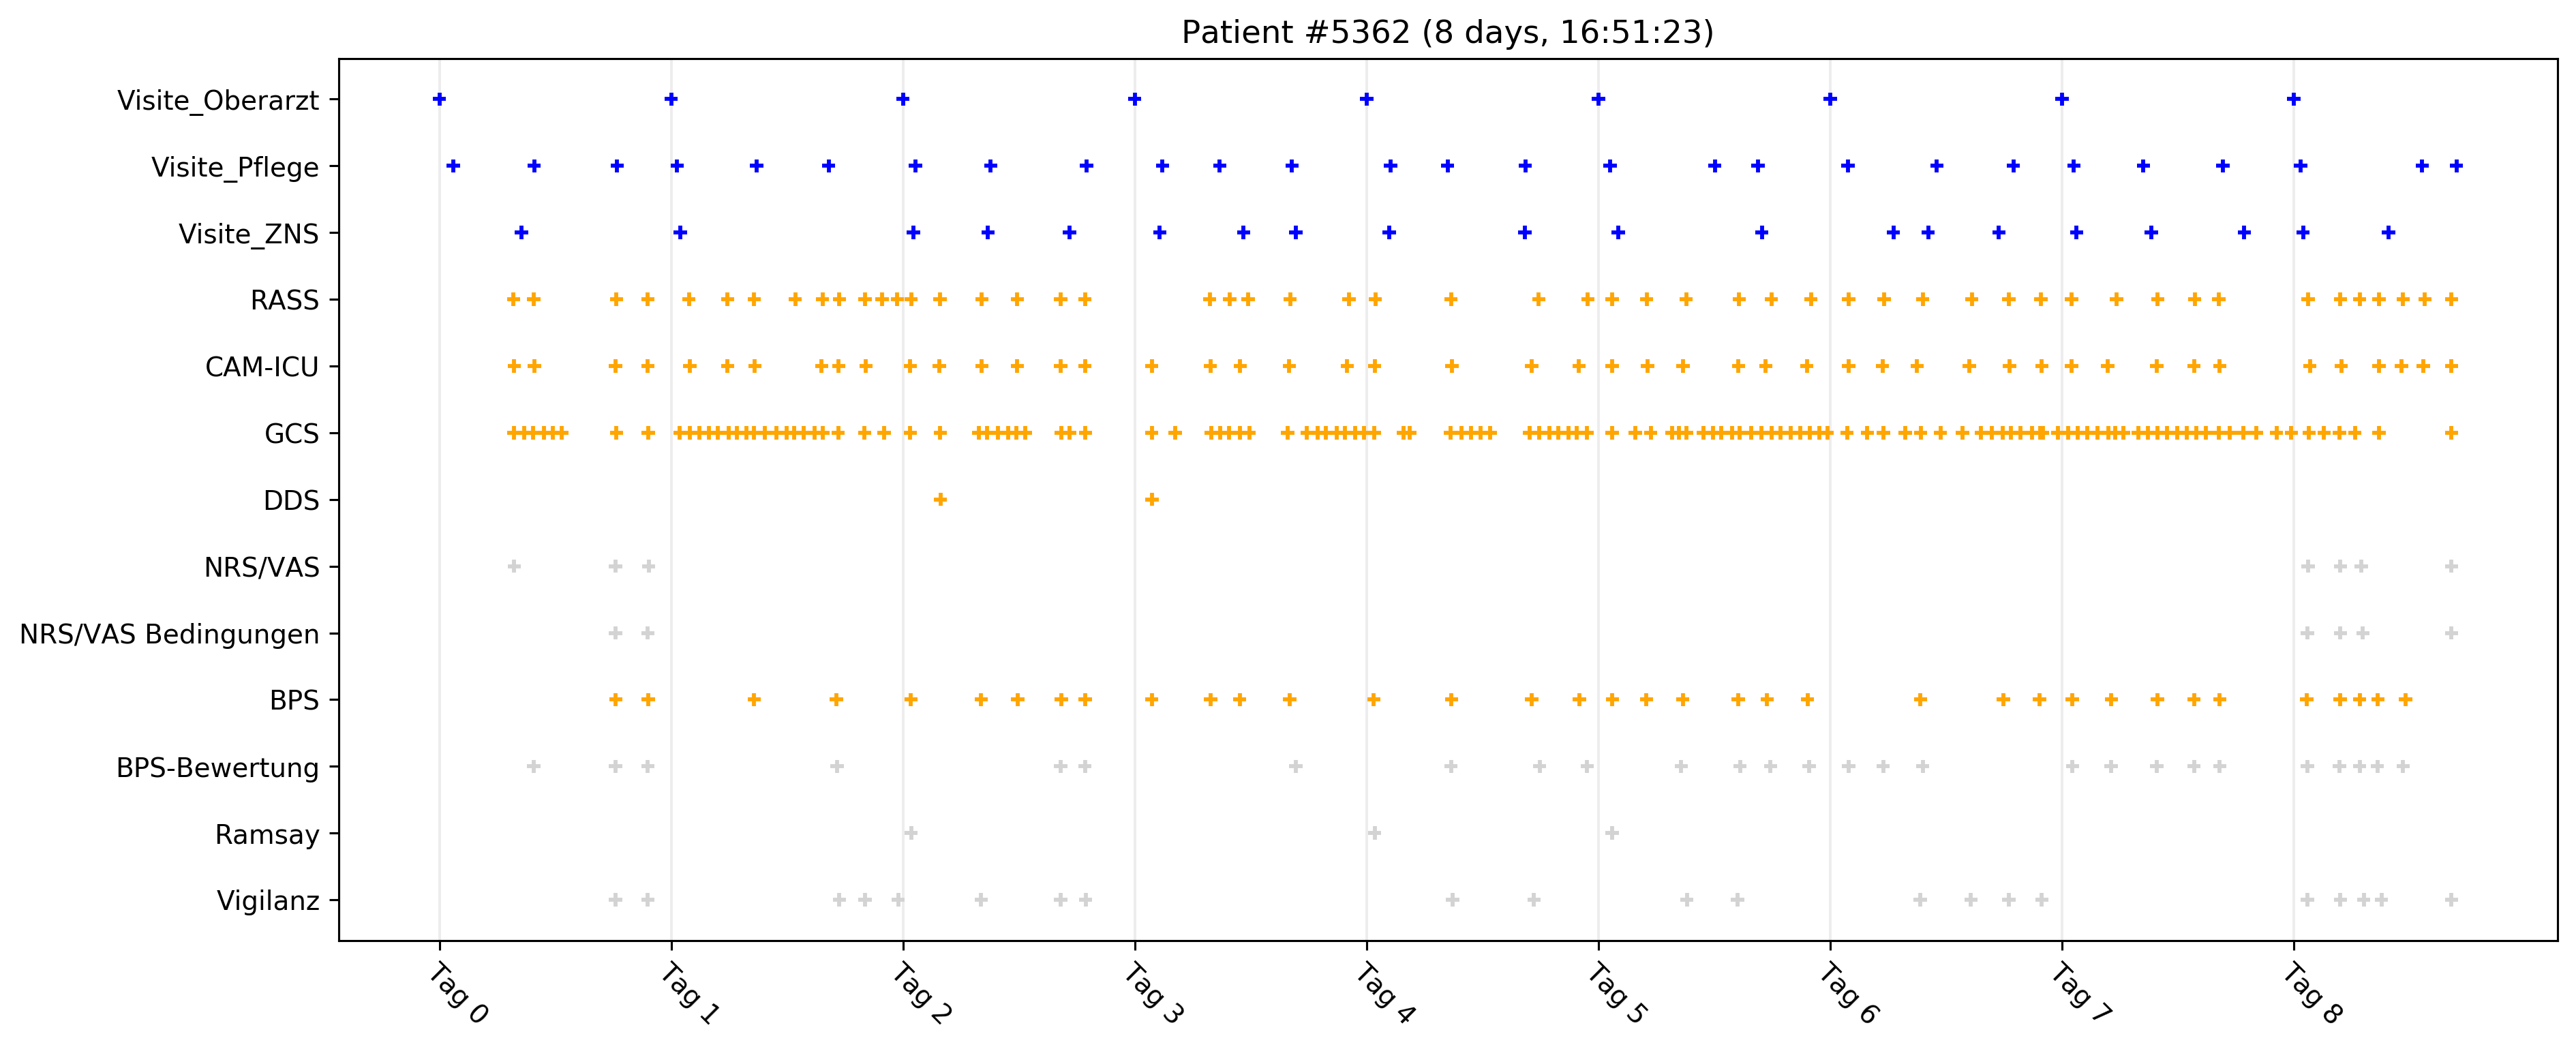 Patient #5362 (8 days, 16:51:23)
Visite_Oberarzt
Visite_Pflege
Visite_ZNS
RASS
CAM-ICU
GCS
DDS
NRS/VAS
NRS/VAS Bedingungen
BPS
BPS-Bewertung
Ramsay
Vigilanz
Tag 0
Tag 1
Tag 2
Tag 3
Tag 4
Tag 5
Tag 6
Tag 7
Tag 8